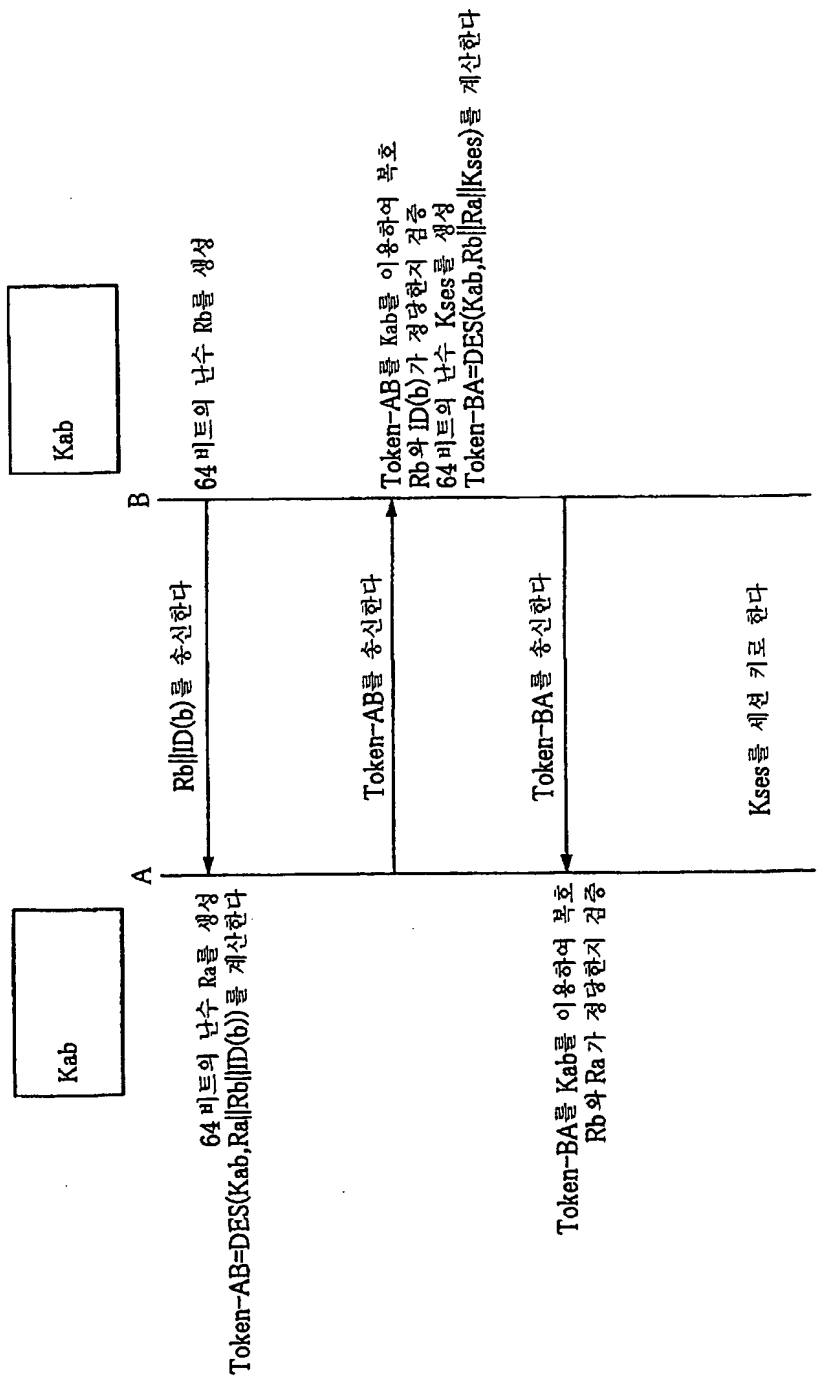 Kab
Kab
A
B
64 비트의 난수 Rb를 생성
Rb||ID(b)를 송신한다
64 비트의 난수 Ra를 생성
Token-AB=DES(Kab,Ra||Rb||ID(b))를 계산한다
Token-AB를 송신한다
Token-AB를 Kab를 이용하여 복호
Rb와 ID(b)가 정당한지 검증
64 비트의 난수 Kses를 생성
Token-BA=DES(Kab,Rb||Ra||Kses)를 계산한다
Token-BA를 송신한다
Token-BA를 Kab를 이용하여 복호
Rb와 Ra가 정당한지 검증
Kses를 세션 키로 한다